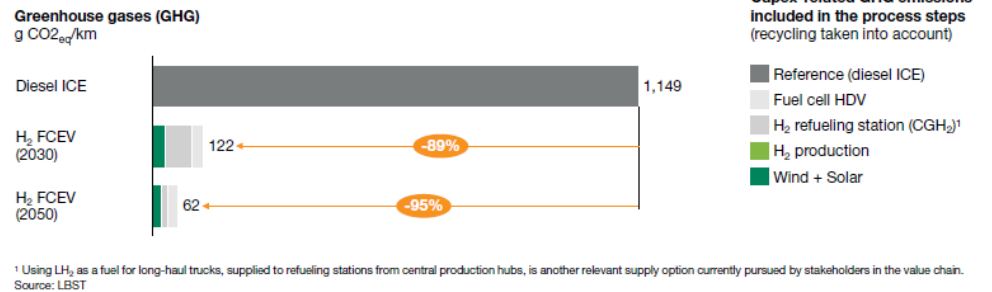 Greenhouse gases (GHG)
g CO2eq/km
included in the process steps
(recycling taken into account)
Diesel ICE
1,149
Reference (diesel ICE)
Fuel cell HDV
H2 refueling station (CGH2)¹
H2 production
Wind + Solar
H2 FCEV
(2030)
122
-89%
H2 FCEV
(2050)
62
-95%
¹ Using LH2 as a fuel for long-haul trucks, supplied to refueling stations from central production hubs, is another relevant supply option currently pursued by stakeholders in the value chain.
Source: LBST